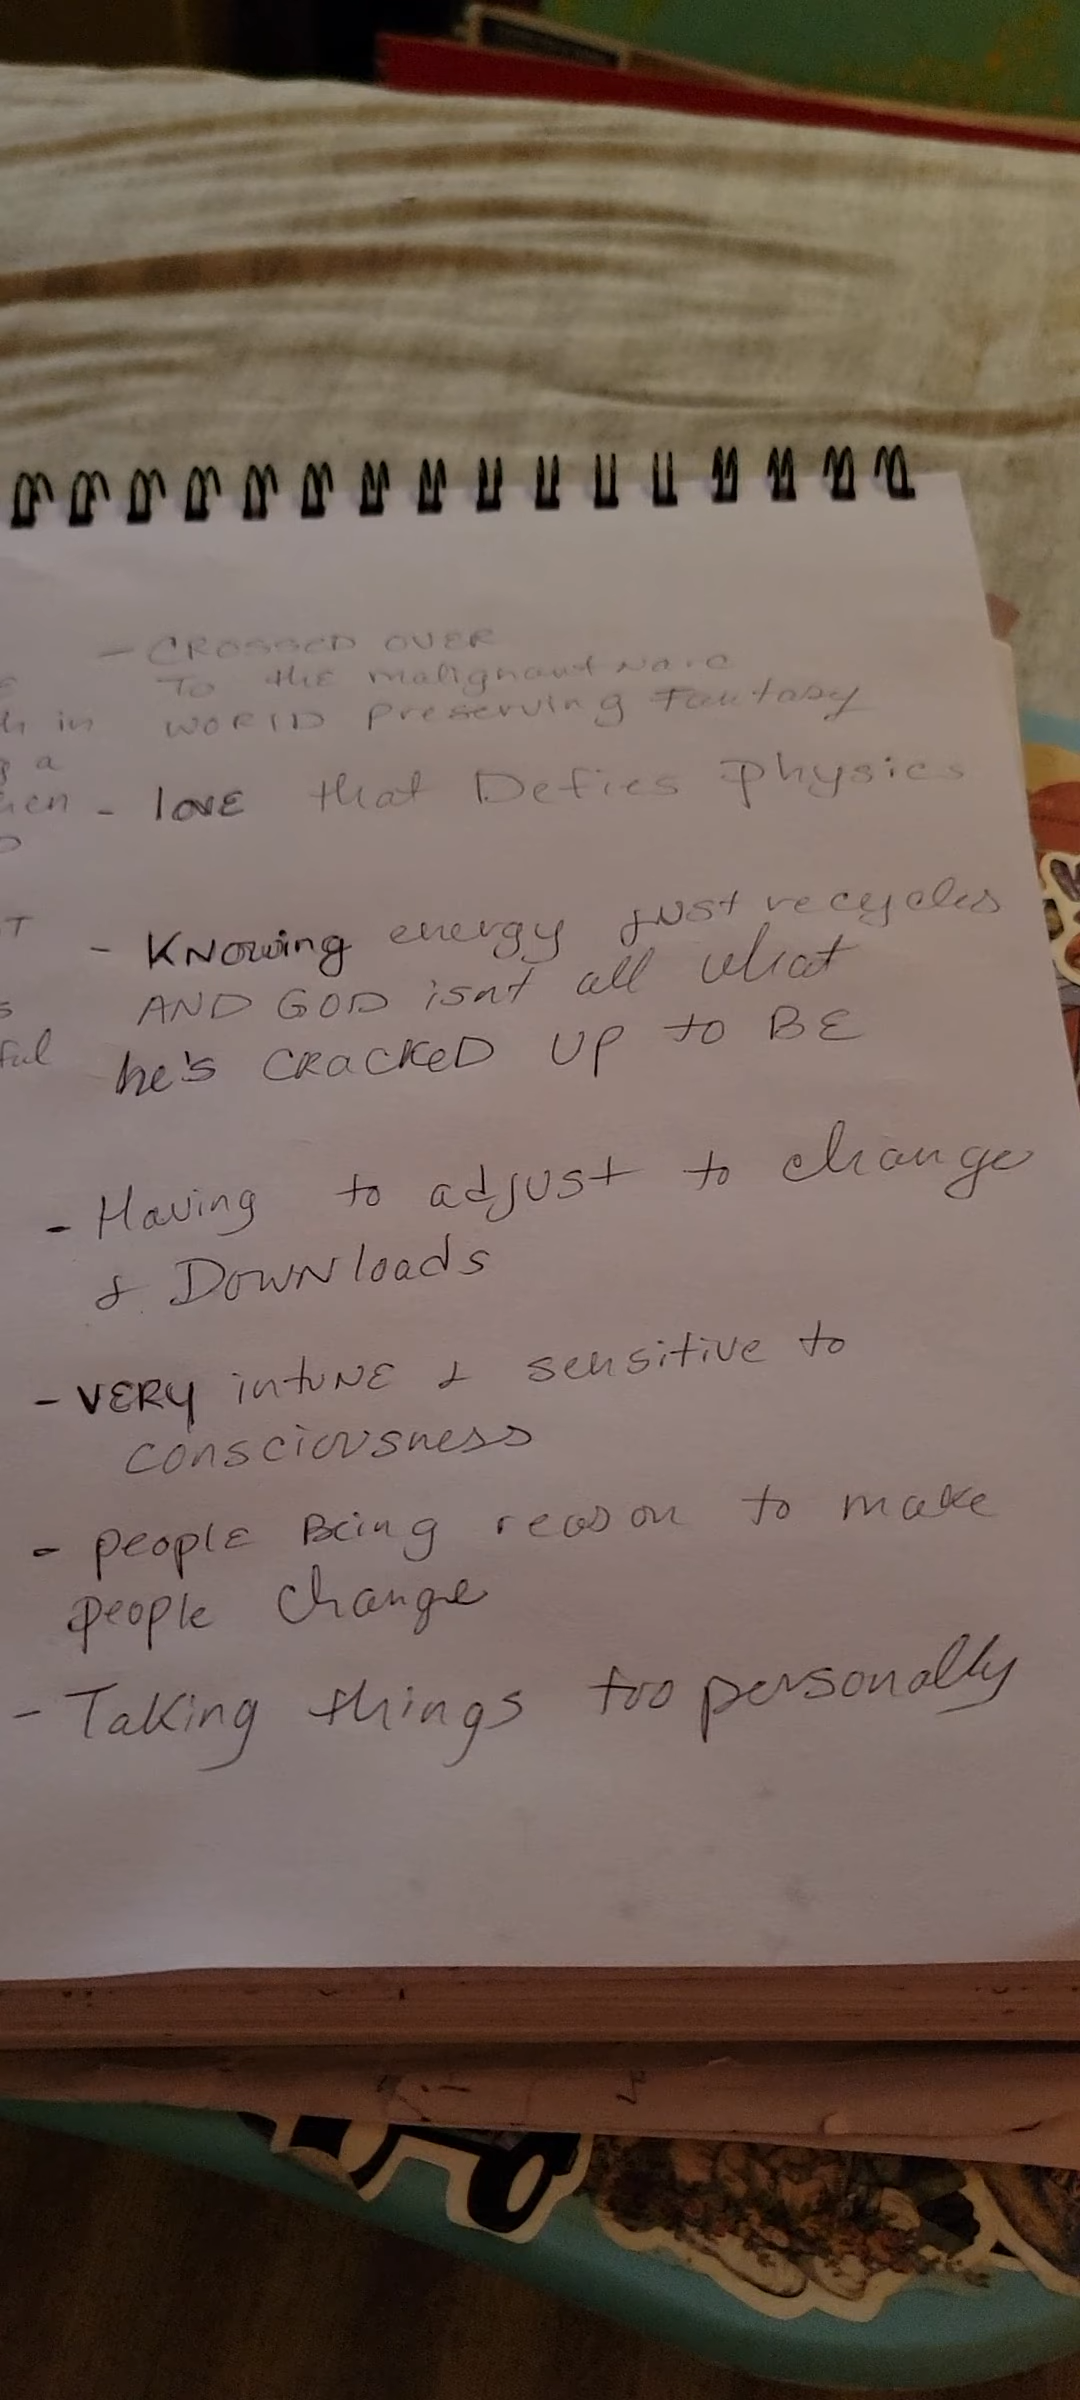 - CROSSED OVER
TO the malignant NARC
h in WORlD Preserving Fantasy
a
- lOVE that Defies Physics
T
- KNOwing energy just recycles
AND GOD isnt all what
he's CRACKED UP to BE
- Having to adjust to change
& DOWNloads
- VERY intUNE & sensitive to
consciousness
- peoplE Being reason to make
people change
- Taking things too personally